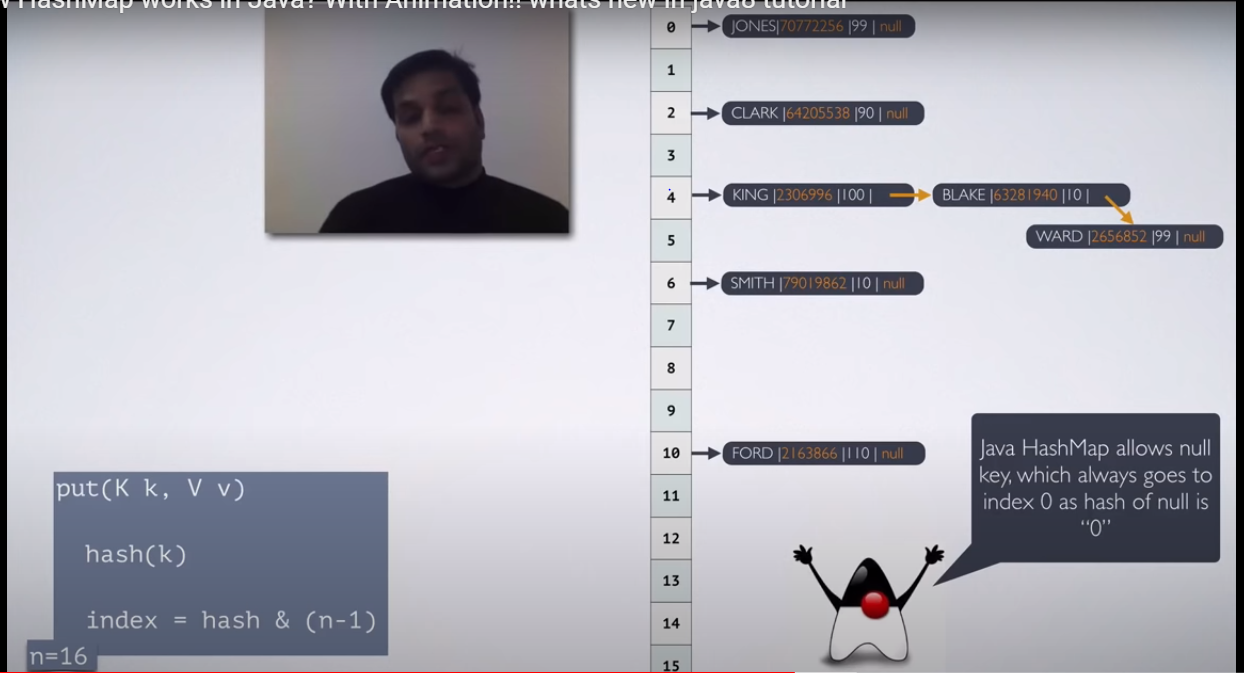 HashMap works in Java? With Animation!! whats new in java8 tutorial
0 JONES|70772256 |99 | null
1
2 CLARK |64205538 |90 | null
3
4 KING |2306996 |100 | BLAKE |63281940 |10 |
5 WARD |2656852 |99 | null
6 SMITH |79019862 |10 | null
7
8
9
10 FORD |2163866 |110 | null
11
12
13
14
15
Java HashMap allows null
key, which always goes to
index 0 as hash of null is
“0”
put(K k, V v)
hash(k)
index = hash & (n-1)
n=16